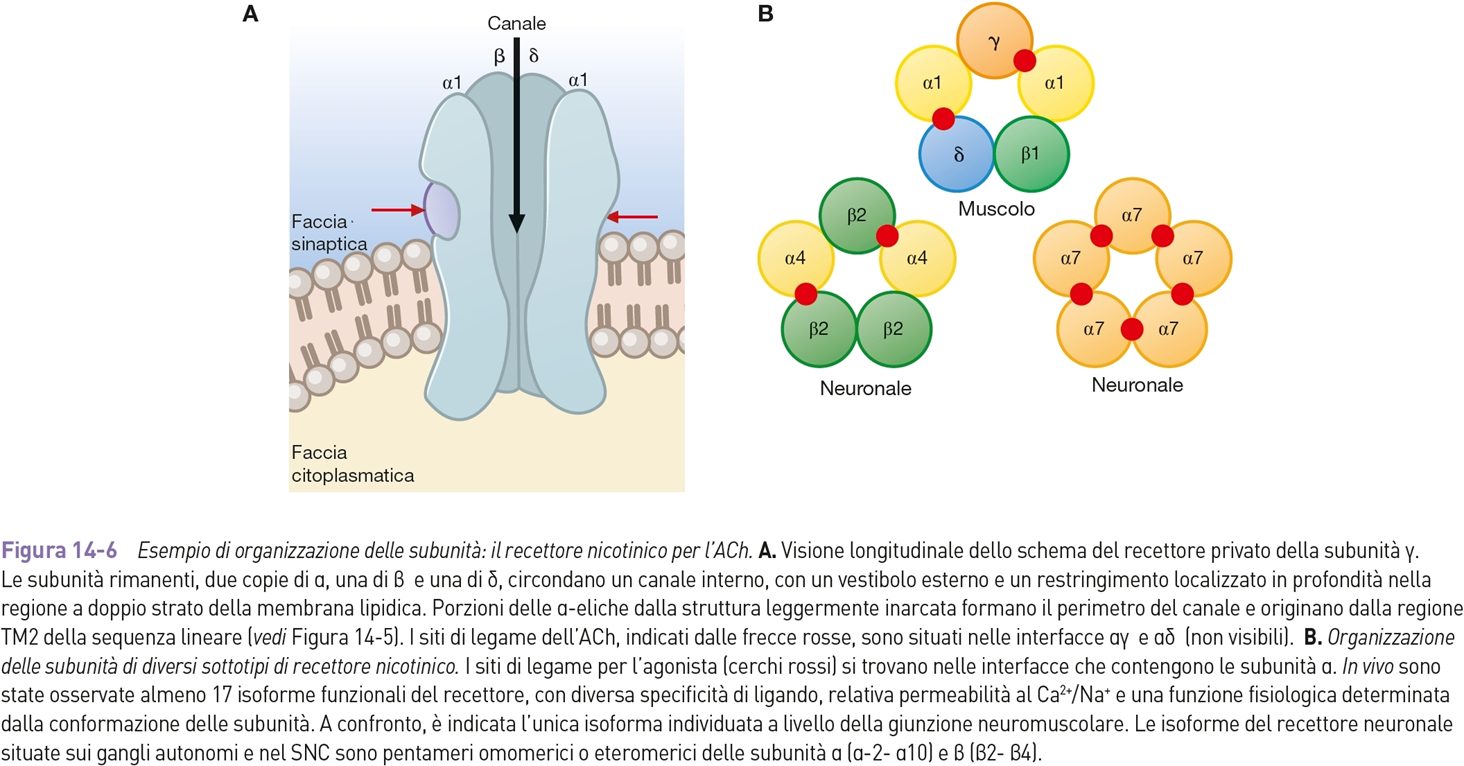 A
Canale
β
δ
α1
α1
Faccia
sinaptica
Faccia
citoplasmatica
B
γ
α1
α1
δ
β1
Muscolo
β2
α4
α4
β2
β2
Neuronale
α7
α7
α7
α7
α7
Neuronale
Figura 14-6 Esempio di organizzazione delle subunità: il recettore nicotinico per l’ACh. A. Visione longitudinale dello schema del recettore privato della subunità γ.
Le subunità rimanenti, due copie di α, una di β e una di δ, circondano un canale interno, con un vestibolo esterno e un restringimento localizzato in profondità nella
regione a doppio strato della membrana lipidica. Porzioni delle α-eliche dalla struttura leggermente inarcata formano il perimetro del canale e originano dalla regione
TM2 della sequenza lineare (vedi Figura 14-5). I siti di legame dell’ACh, indicati dalle frecce rosse, sono situati nelle interfacce αγ e αδ (non visibili). B. Organizzazione
delle subunità di diversi sottotipi di recettore nicotinico. I siti di legame per l’agonista (cerchi rossi) si trovano nelle interfacce che contengono le subunità α. In vivo sono
state osservate almeno 17 isoforme funzionali del recettore, con diversa specificità di ligando, relativa permeabilità al Ca²⁺/Na⁺ e una funzione fisiologica determinata
dalla conformazione delle subunità. A confronto, è indicata l’unica isoforma individuata a livello della giunzione neuromuscolare. Le isoforme del recettore neuronale
situate sui gangli autonomi e nel SNC sono pentameri omomerici o eteromerici delle subunità α (α-2- α10) e β (β2- β4).